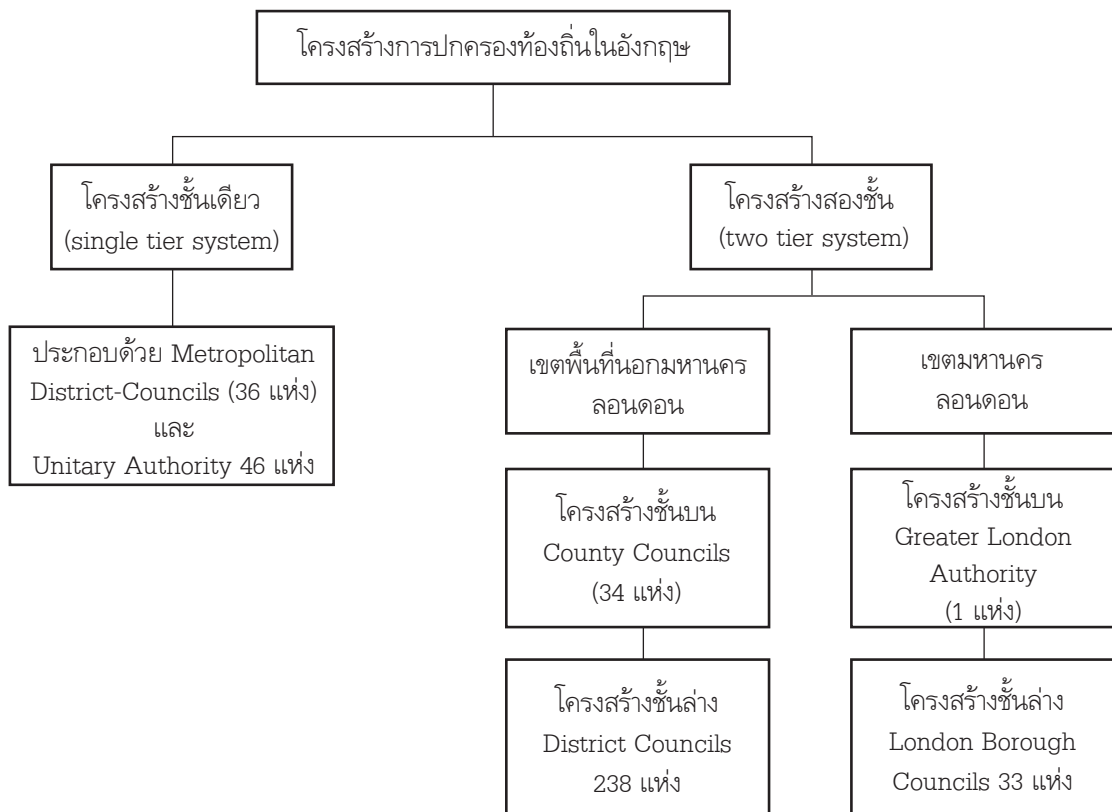 โครงสร้างการปกครองท้องถิ่นในอังกฤษ
โครงสร้างชั้นเดียว
(single tier system)
โครงสร้างสองชั้น
(two tier system)
ประกอบด้วย Metropolitan
District-Councils (36 แห่ง)
และ
Unitary Authority 46 แห่ง
เขตพื้นที่นอกมหานคร
ลอนดอน
เขตมหานคร
ลอนดอน
โครงสร้างชั้นบน
County Councils
(34 แห่ง)
โครงสร้างชั้นบน
Greater London
Authority
(1 แห่ง)
โครงสร้างชั้นล่าง
District Councils
238 แห่ง
โครงสร้างชั้นล่าง
London Borough
Councils 33 แห่ง